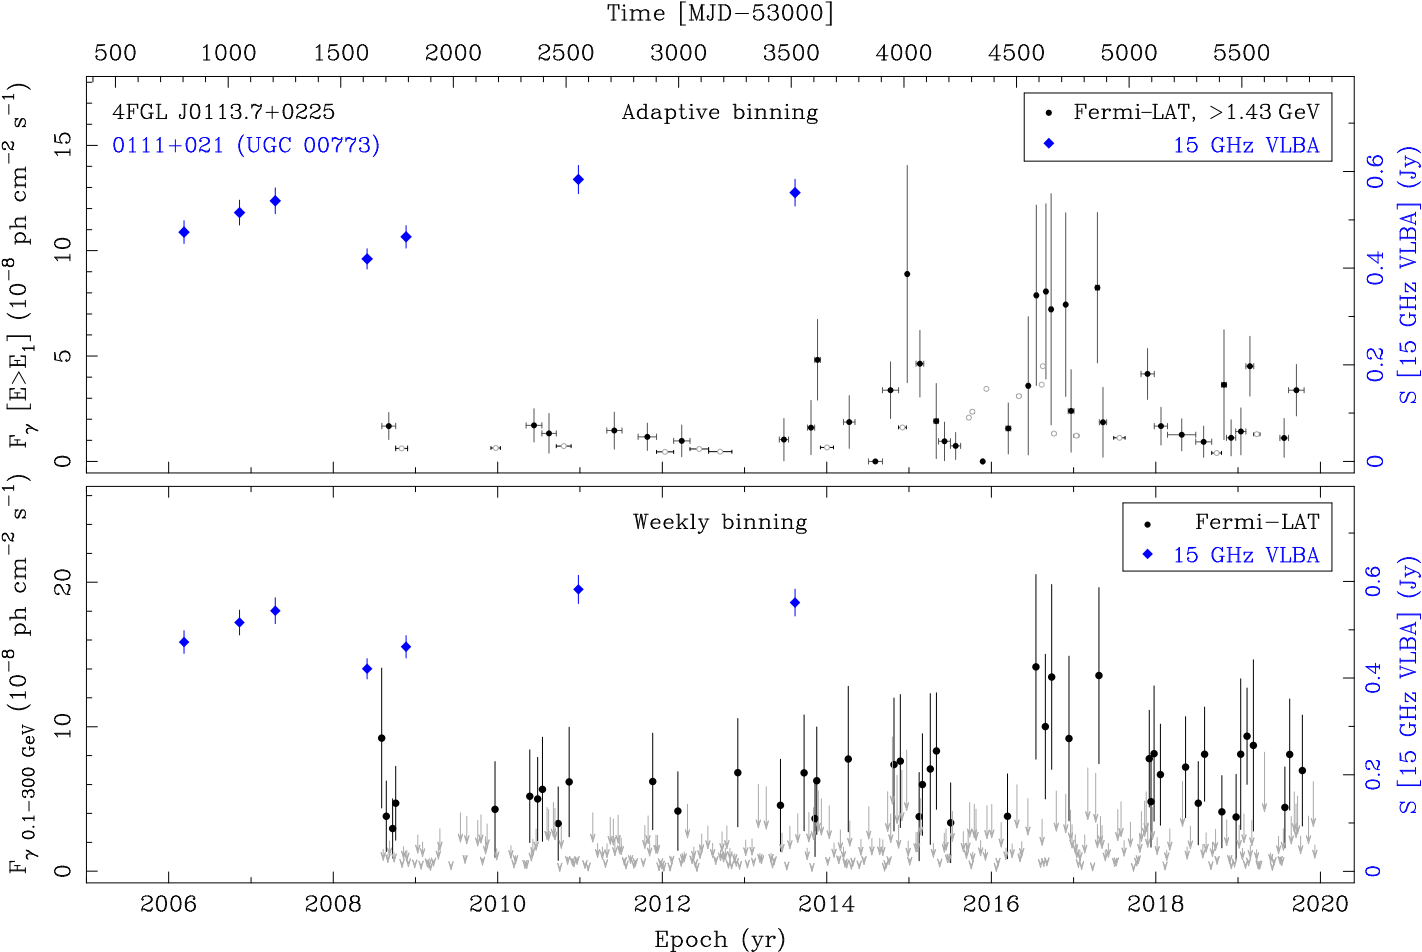 Time [MJD−53000]
500 1000 1500 2000 2500 3000 3500 4000 4500 5000 5500
4FGL J0113.7+0225
0111+021 (UGC 00773)
Adaptive binning
Fermi−LAT, >1.43 GeV
15 GHz VLBA
F_γ [E>E_1] (10^−8 ph cm^−2 s^−1)
15
10
5
0
S [15 GHz VLBA] (Jy)
0.6
0.4
0.2
0
Weekly binning
Fermi−LAT
15 GHz VLBA
F_γ 0.1−300 GeV (10^−8 ph cm^−2 s^−1)
20
10
0
S [15 GHz VLBA] (Jy)
0.6
0.4
0.2
0
2006 2008 2010 2012 2014 2016 2018 2020
Epoch (yr)